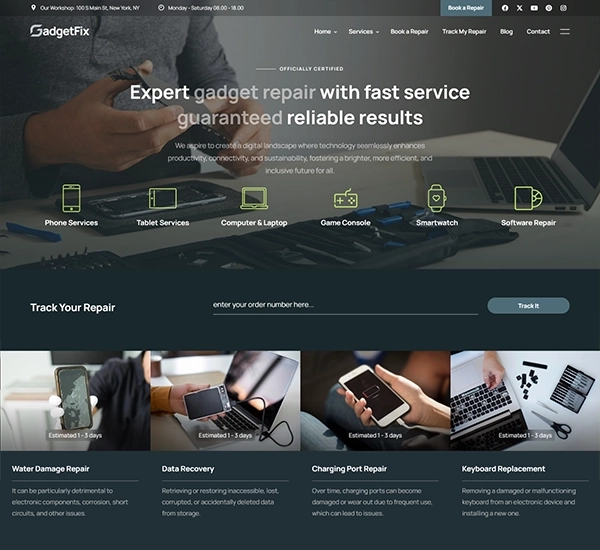 Our Workshop: 100 S Main St, New York, NY
Monday - Saturday 08.00 - 18.00
Book a Repair
GadgetFix
Home
Services
Book a Repair
Track My Repair
Blog
Contact
OFFICIALLY CERTIFIED
Expert gadget repair with fast service
guaranteed reliable results
We aspire to create a digital landscape where technology seamlessly enhances
productivity, connectivity, and sustainability, fostering a brighter, more efficient, and
inclusive future for all.
Phone Services
Tablet Services
Computer & Laptop
Game Console
Smartwatch
Software Repair
Track Your Repair
enter your order number here...
Track It
Estimated 1 - 3 days
Estimated 1 - 3 days
Estimated 1 - 3 days
Estimated 1 - 3 days
Water Damage Repair
It can be particularly detrimental to
electronic components, corrosion, short
circuits, and other issues.
Data Recovery
Retrieving or restoring inaccessible, lost,
corrupted, or accidentally deleted data
from storage.
Charging Port Repair
Over time, charging ports can become
damaged or wear out due to frequent use,
which can lead to issues.
Keyboard Replacement
Removing a damaged or malfunctioning
keyboard from an electronic device and
installing a new one.